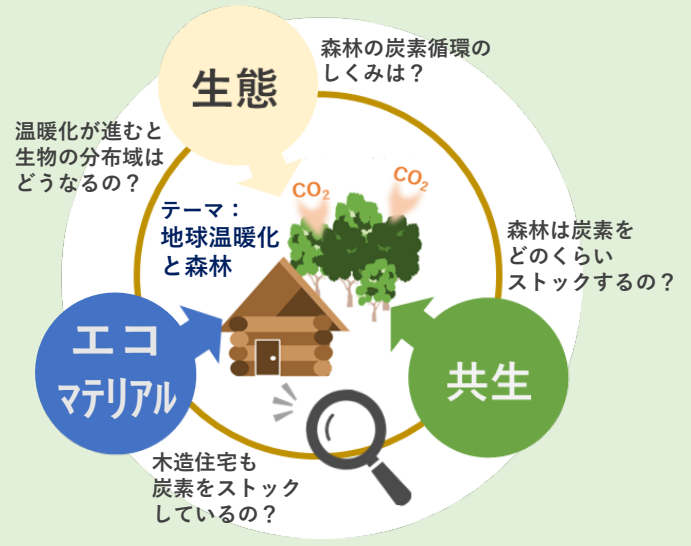 生態
森林の炭素循環の
しくみは？
温暖化が進むと
生物の分布域は
どうなるの？
CO₂
CO₂
テーマ：
地球温暖化
と森林
森林は炭素を
どのくらい
ストックするの？
エコ
マテリアル
共生
木造住宅も
炭素をストック
しているの？